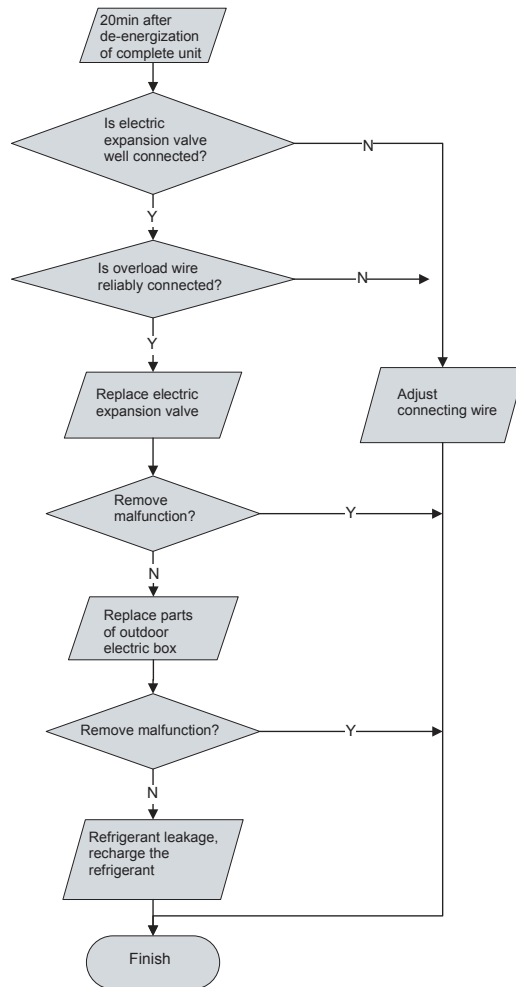 20min after
de-energization
of complete unit
Is electric
expansion valve
well connected?
N
Y
Is overload wire
reliably connected?
N
Y
Replace electric
expansion valve
Adjust
connecting wire
Remove
malfunction?
Y
N
Replace parts
of outdoor
electric box
Remove malfunction?
Y
N
Refrigerant leakage,
recharge the
refrigerant
Finish